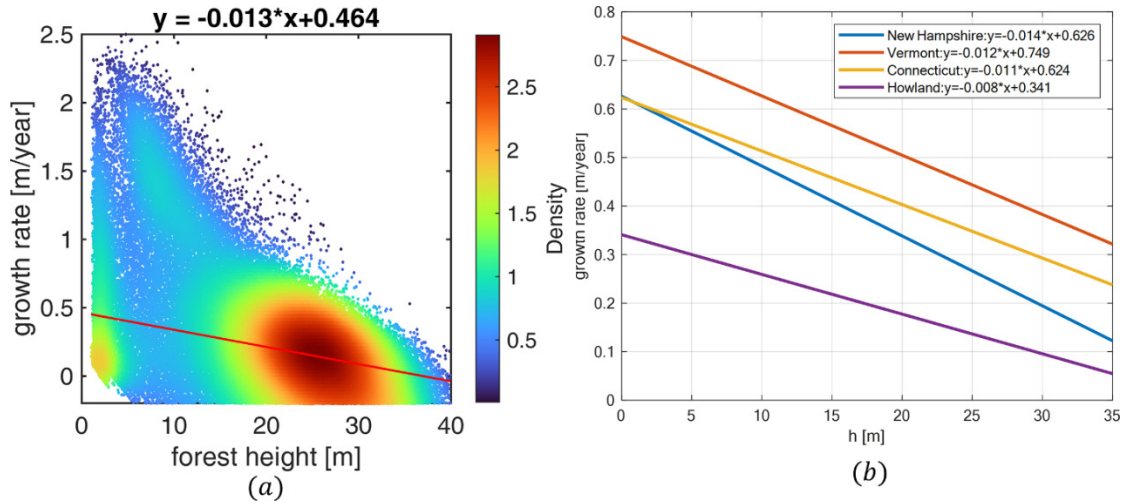 y = -0.013*x+0.464
growth rate [m/year]
2.5
2
1.5
1
0.5
0
0
10
20
30
40
forest height [m]
2.5
2
1.5
1
0.5
Density
(a)
0.8
0.7
0.6
0.5
0.4
0.3
0.2
0.1
0
growth rate [m/year]
New Hampshire:y=-0.014*x+0.626
Vermont:y=-0.012*x+0.749
Connecticut:y=-0.011*x+0.624
Howland:y=-0.008*x+0.341
0
5
10
15
20
25
30
35
h [m]
(b)